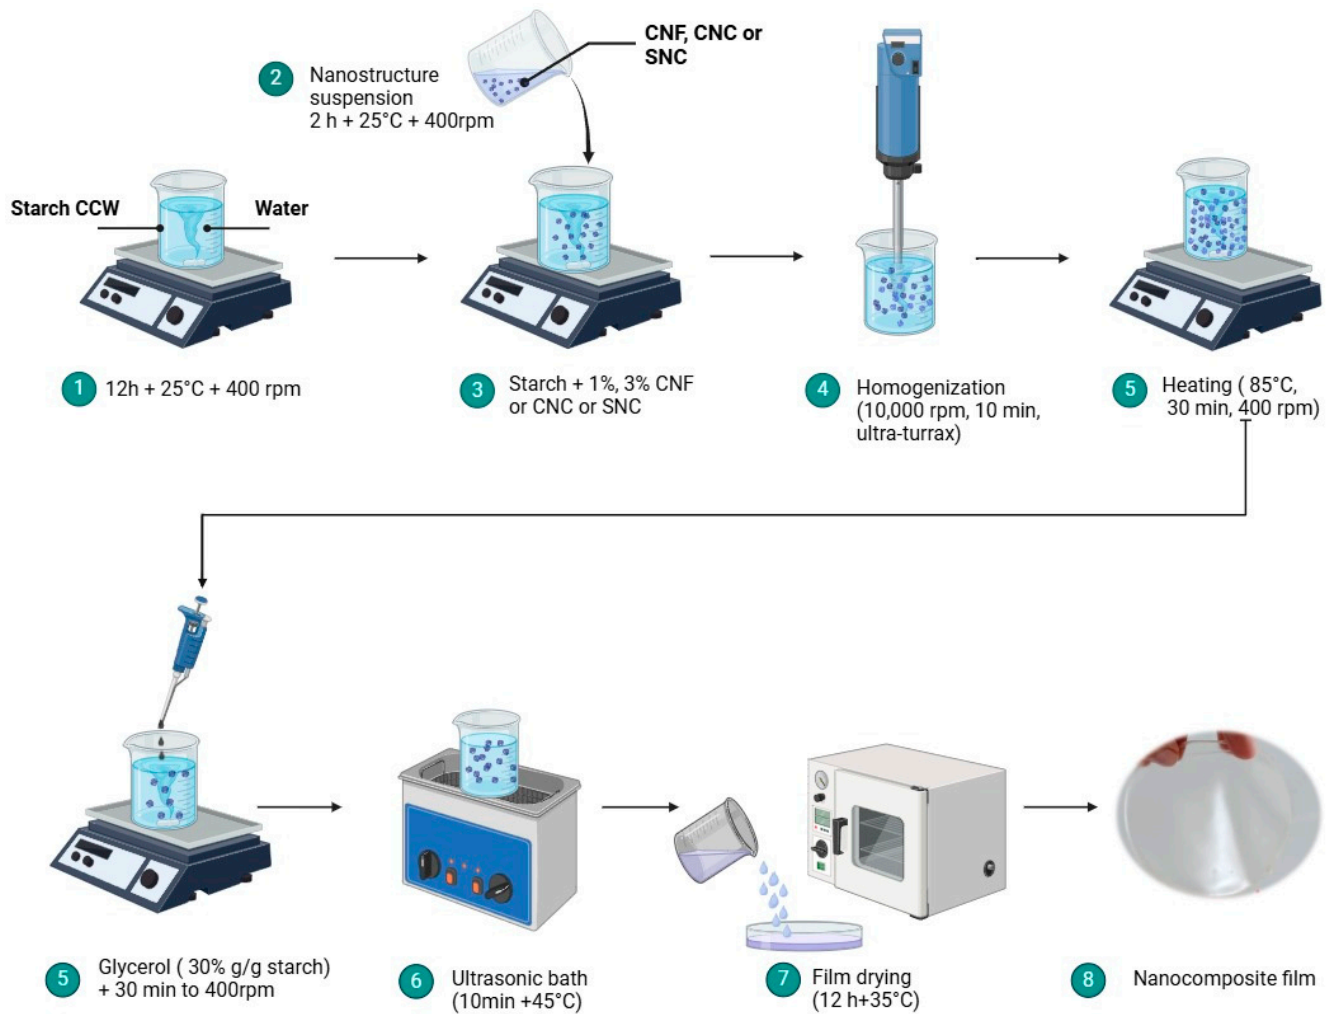 CNF, CNC or
SNC
2
Nanostructure
suspension
2 h + 25°C + 400rpm
Starch CCW
Water
1
12h + 25°C + 400 rpm
3
Starch + 1%, 3% CNF
or CNC or SNC
4
Homogenization
(10,000 rpm, 10 min,
ultra-turrax)
5
Heating ( 85°C,
30 min, 400 rpm)
5
Glycerol ( 30% g/g starch)
+ 30 min to 400rpm
6
Ultrasonic bath
(10min +45°C)
7
Film drying
(12 h+35°C)
8
Nanocomposite film